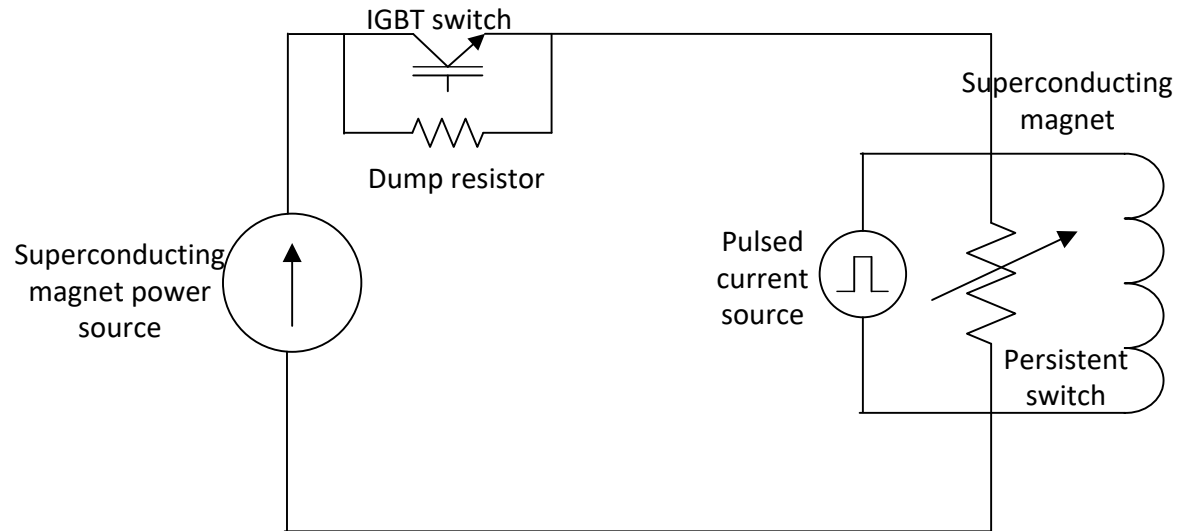 IGBT switch
Dump resistor
Superconducting
magnet power
source
Superconducting
magnet
Pulsed
current
source
Persistent
switch